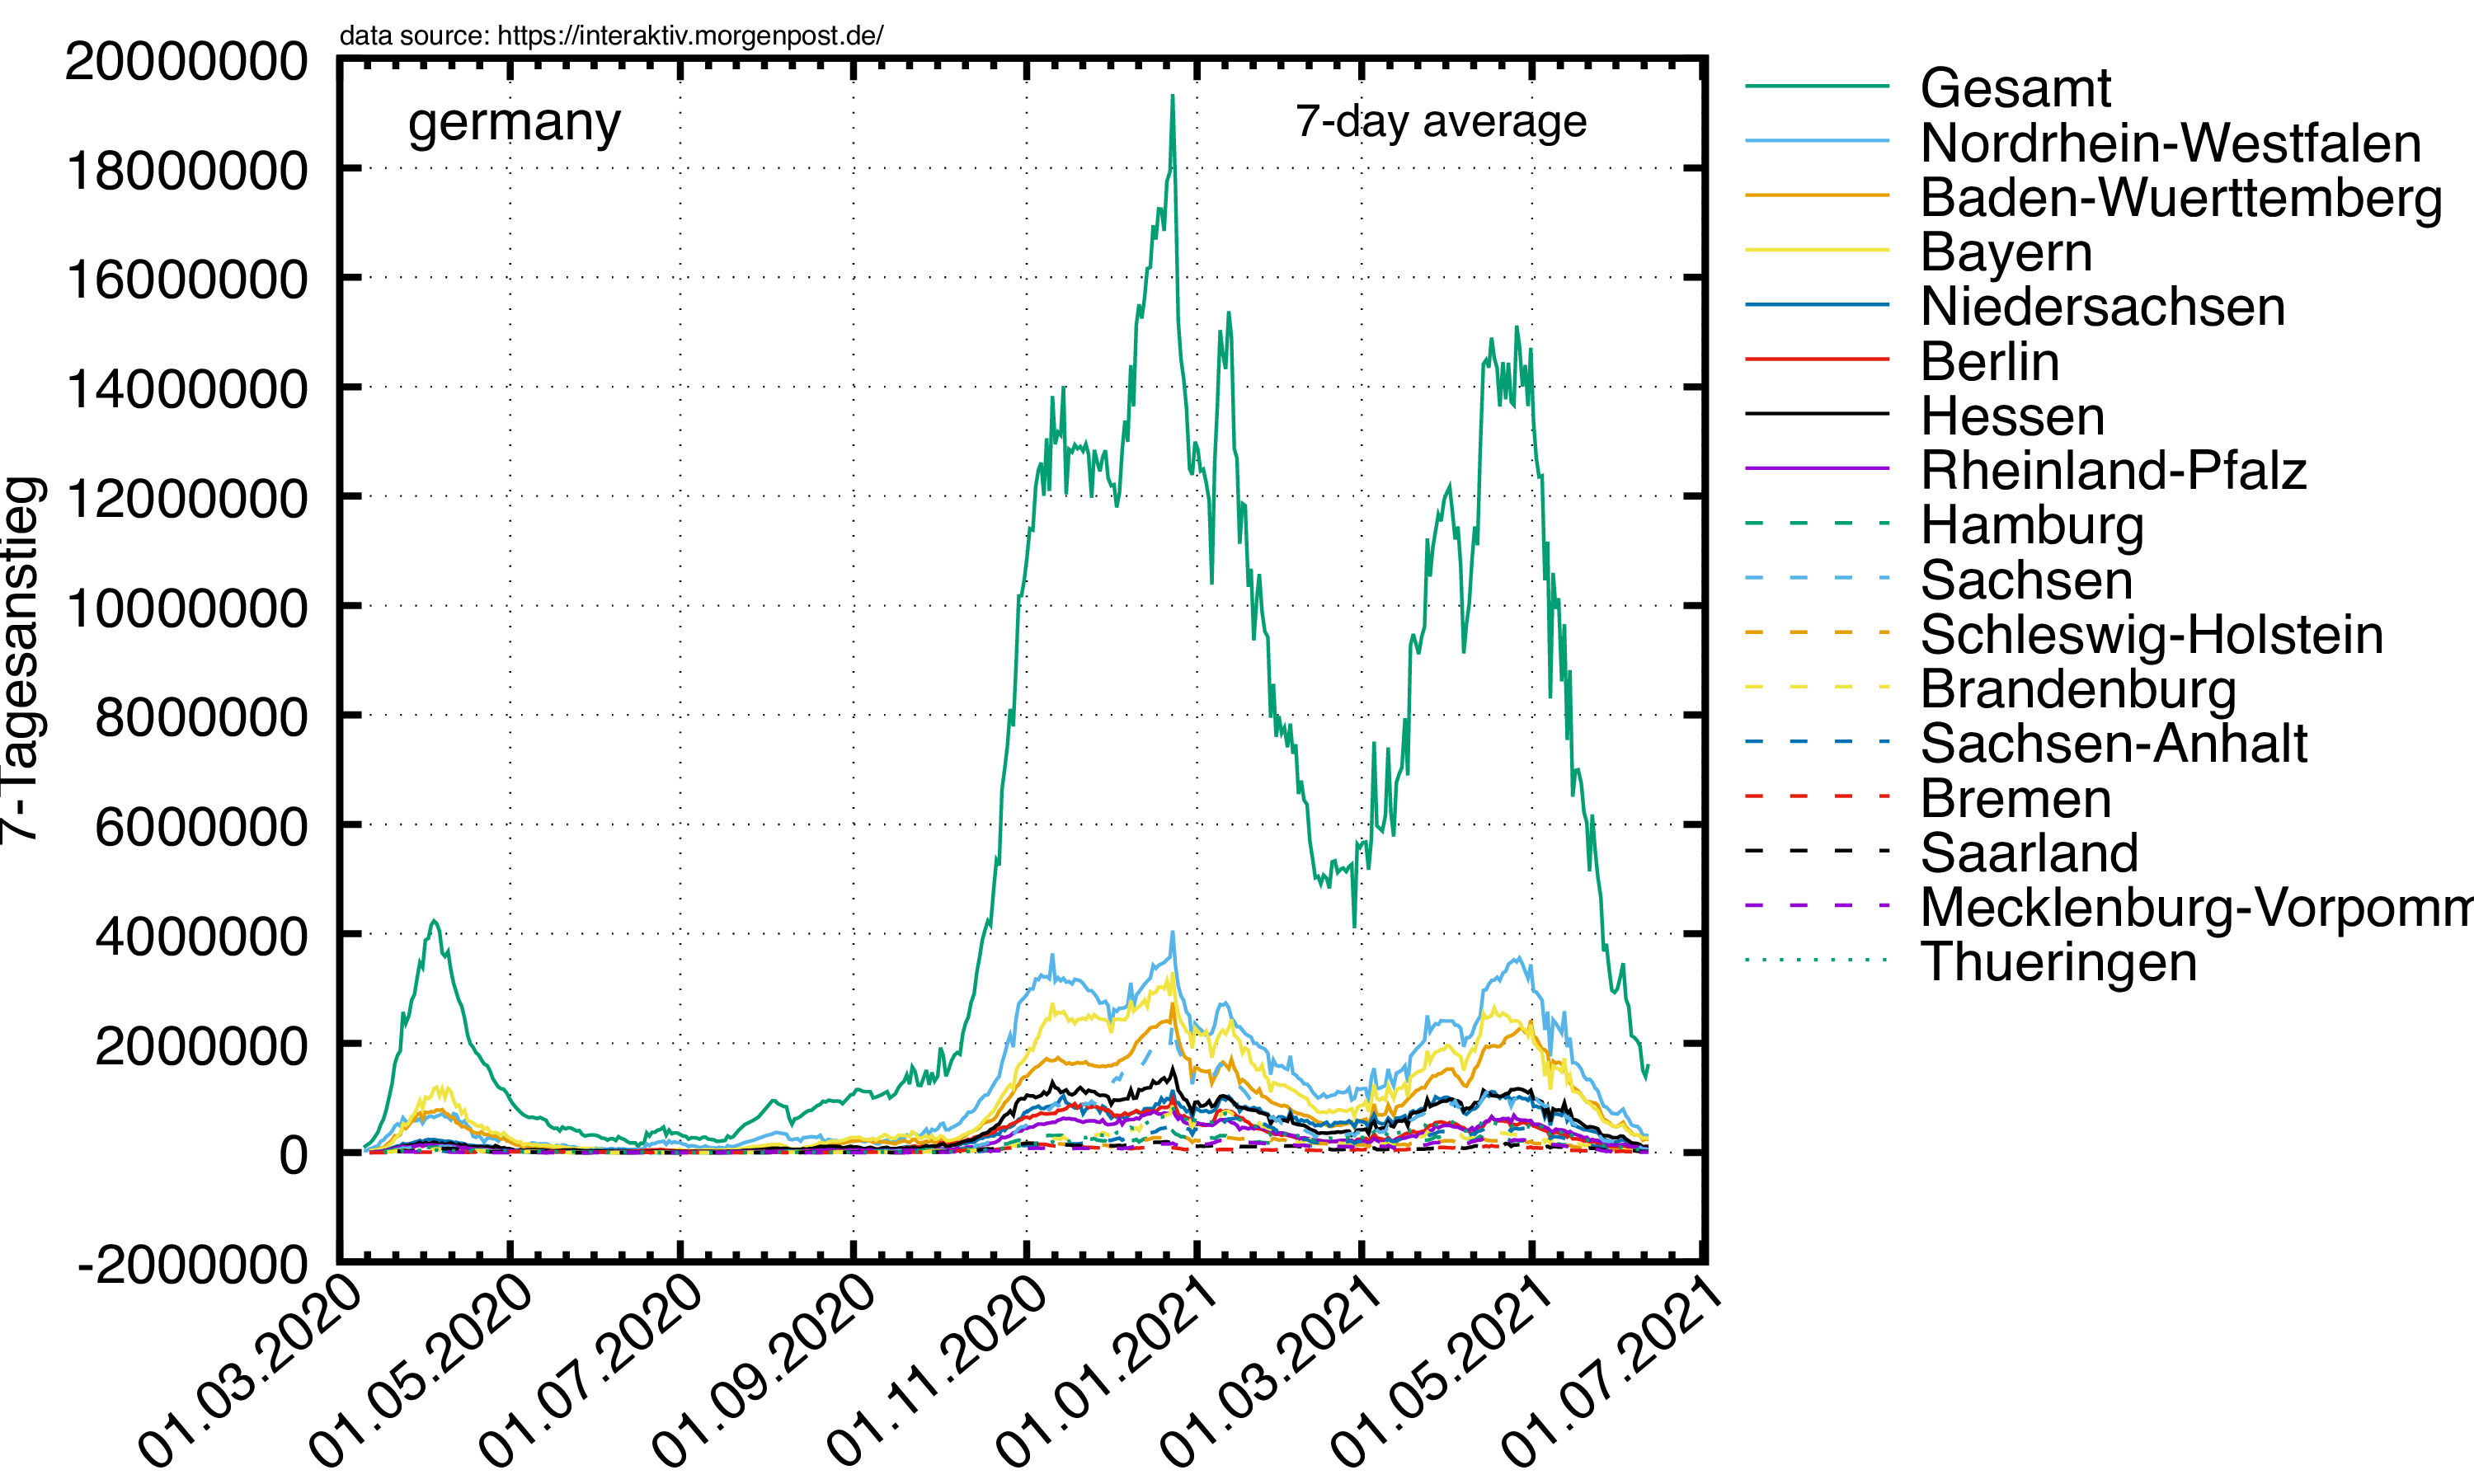 data source: https://interaktiv.morgenpost.de/
germany
7-day average
7-Tagesanstieg
20000000
18000000
16000000
14000000
12000000
10000000
8000000
6000000
4000000
2000000
0
-2000000
01.03.2020
01.05.2020
01.07.2020
01.09.2020
01.11.2020
01.01.2021
01.03.2021
01.05.2021
01.07.2021
Gesamt
Nordrhein-Westfalen
Baden-Wuerttemberg
Bayern
Niedersachsen
Berlin
Hessen
Rheinland-Pfalz
Hamburg
Sachsen
Schleswig-Holstein
Brandenburg
Sachsen-Anhalt
Bremen
Saarland
Mecklenburg-Vorpomm
Thueringen